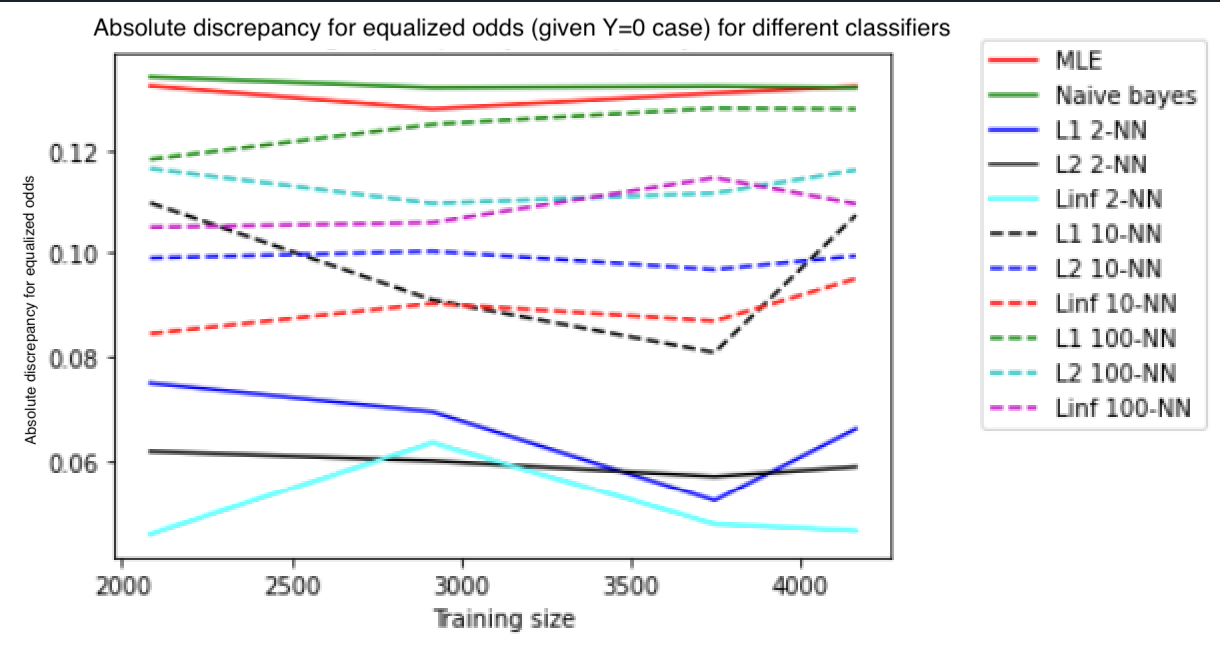 Absolute discrepancy for equalized odds (given Y=0 case) for different classifiers
Absolute discrepancy for equalized odds
0.12
0.10
0.08
0.06
2000
2500
3000
3500
4000
Training size
MLE
Naive bayes
L1 2-NN
L2 2-NN
Linf 2-NN
L1 10-NN
L2 10-NN
Linf 10-NN
L1 100-NN
L2 100-NN
Linf 100-NN